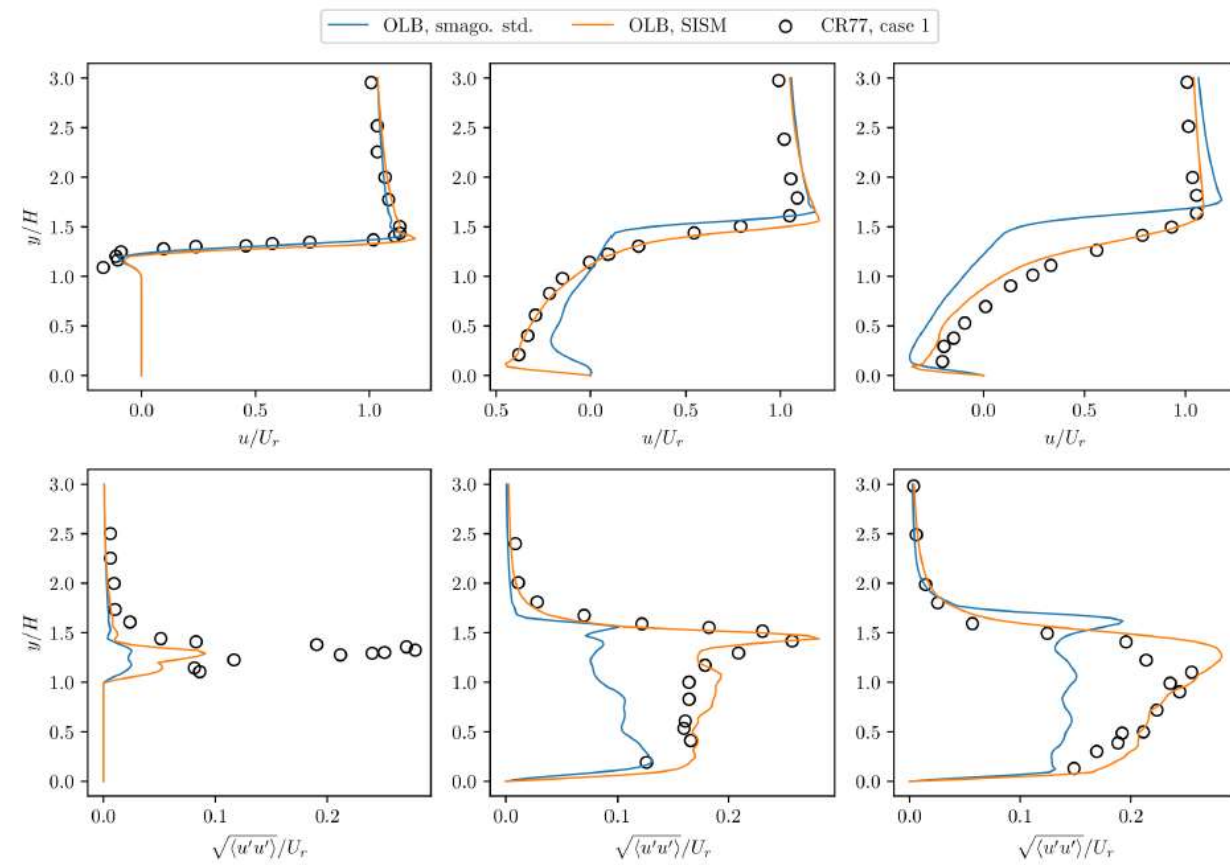 OLB, smago. std. OLB, SISM CR77, case 1
3.0 3.0 3.0
2.5 2.5 2.5
2.0 2.0 2.0
y/H
1.5 1.5 1.5
1.0 1.0 1.0
0.5 0.5 0.5
0.0 0.0 0.0
0.0 0.5 1.0 0.5 0.0 0.5 1.0 0.0 0.5 1.0
u/U_r u/U_r u/U_r
3.0 3.0 3.0
2.5 2.5 2.5
2.0 2.0 2.0
y/H
1.5 1.5 1.5
1.0 1.0 1.0
0.5 0.5 0.5
0.0 0.0 0.0
0.0 0.1 0.2 0.0 0.1 0.2 0.0 0.1 0.2
√⟨u'u'⟩/U_r √⟨u'u'⟩/U_r √⟨u'u'⟩/U_r